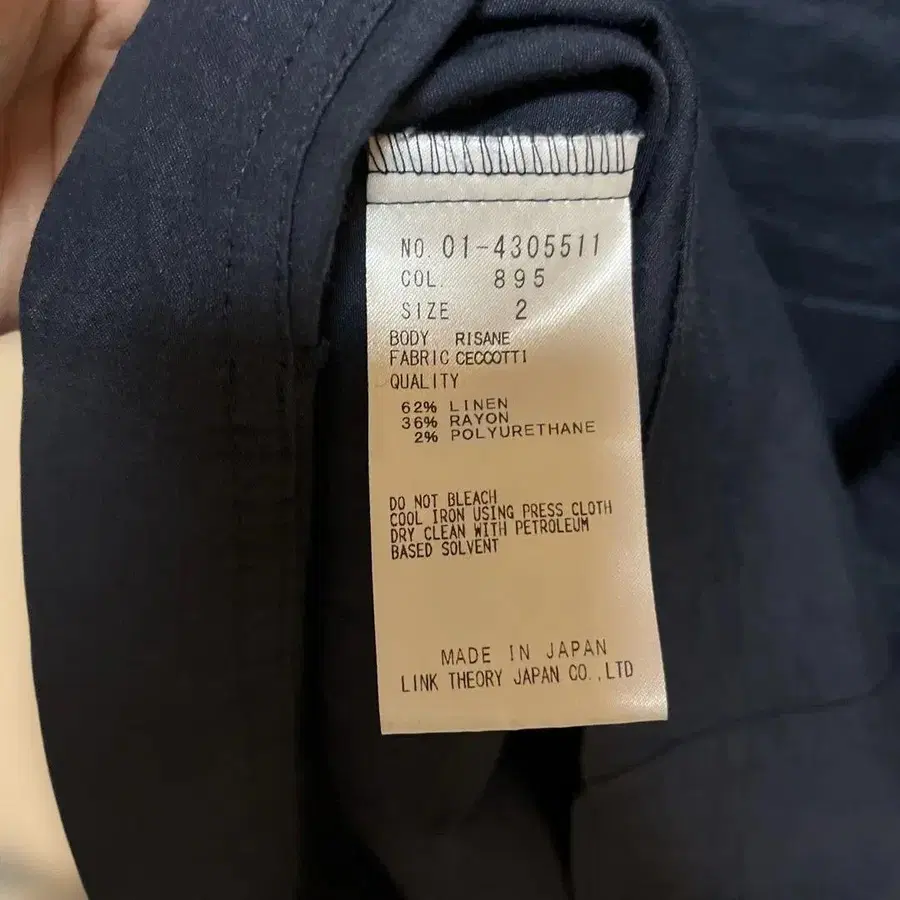 NO. 01-4305511
COL. 895
SIZE 2
BODY RISANE
FABRIC CECCOTTI
QUALITY
62% LINEN
36% RAYON
2% POLYURETHANE
DO NOT BLEACH
COOL IRON USING PRESS CLOTH
DRY CLEAN WITH PETROLEUM
BASED SOLVENT
MADE IN JAPAN
LINK THEORY JAPAN CO.,LTD